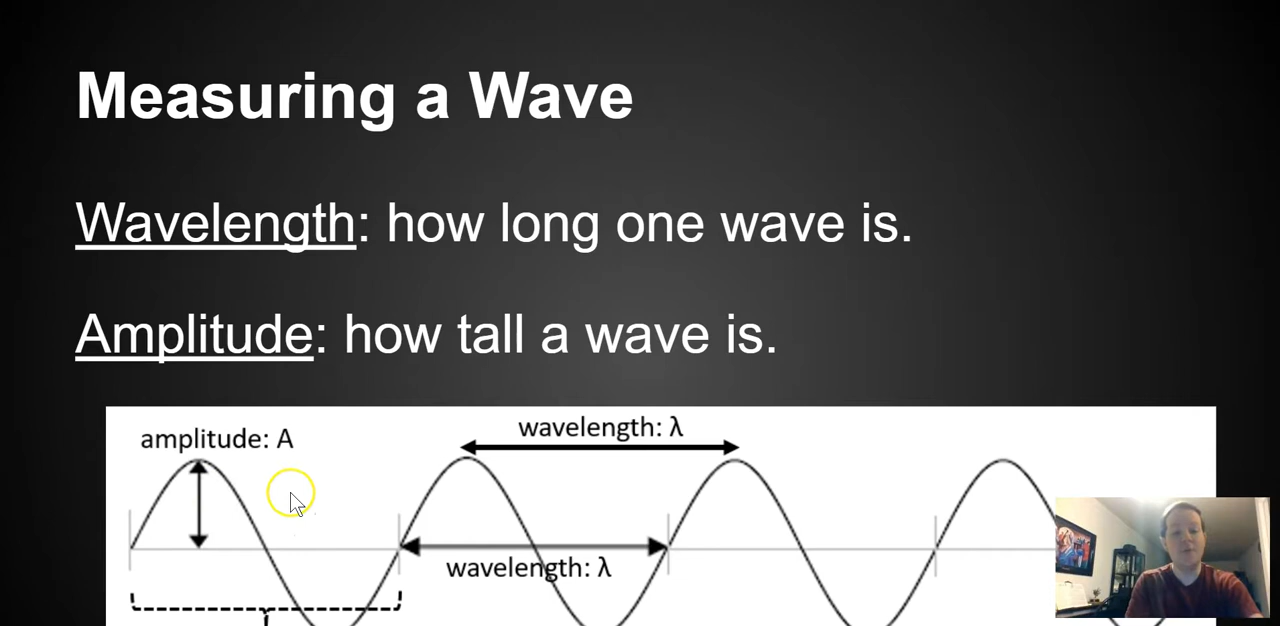 Measuring a Wave
Wavelength: how long one wave is.
Amplitude: how tall a wave is.
amplitude: A
wavelength: λ
wavelength: λ